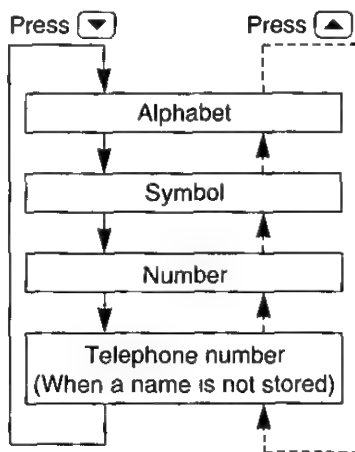 Press ▼ Press ▲
Alphabet
Symbol
Number
Telephone number
(When a name is not stored)